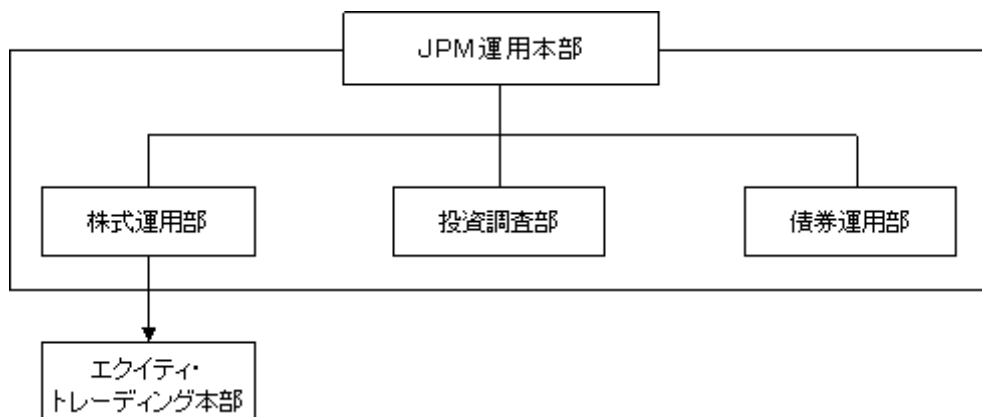 JPM運用本部
株式運用部
投資調査部
債券運用部
エクイティ・
トレーディング本部